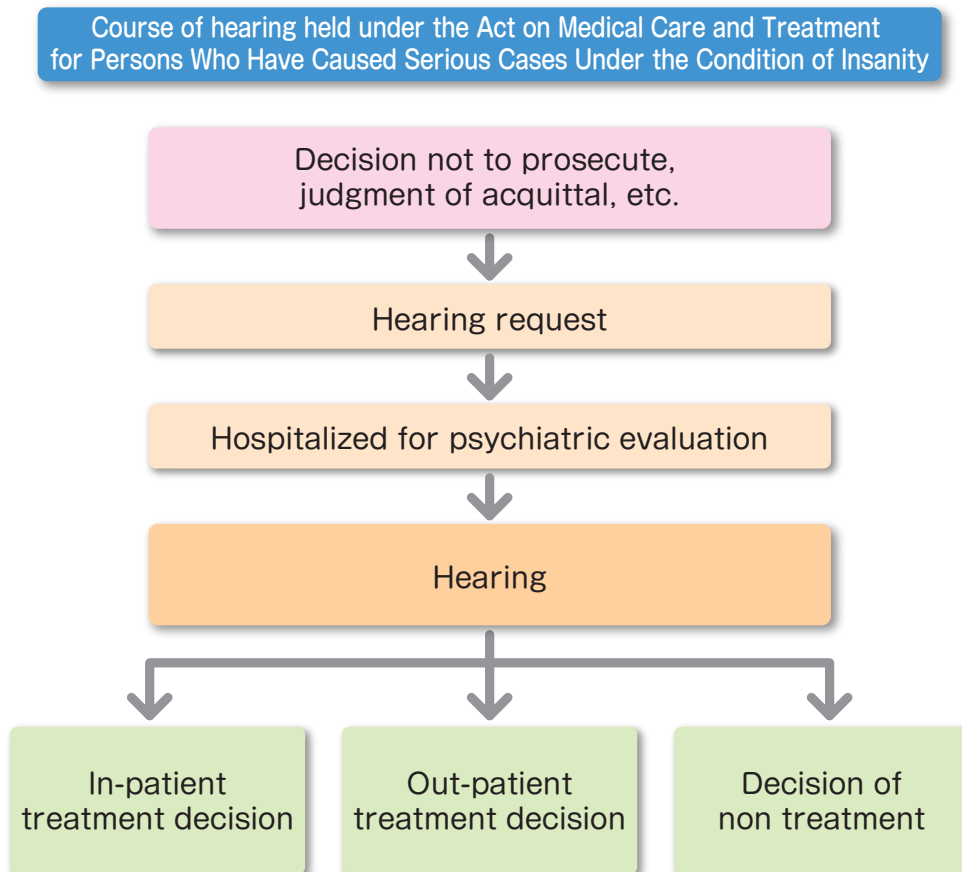 Course of hearing held under the Act on Medical Care and Treatment
for Persons Who Have Caused Serious Cases Under the Condition of Insanity
Decision not to prosecute,
judgment of acquittal, etc.
Hearing request
Hospitalized for psychiatric evaluation
Hearing
In-patient
treatment decision
Out-patient
treatment decision
Decision of
non treatment